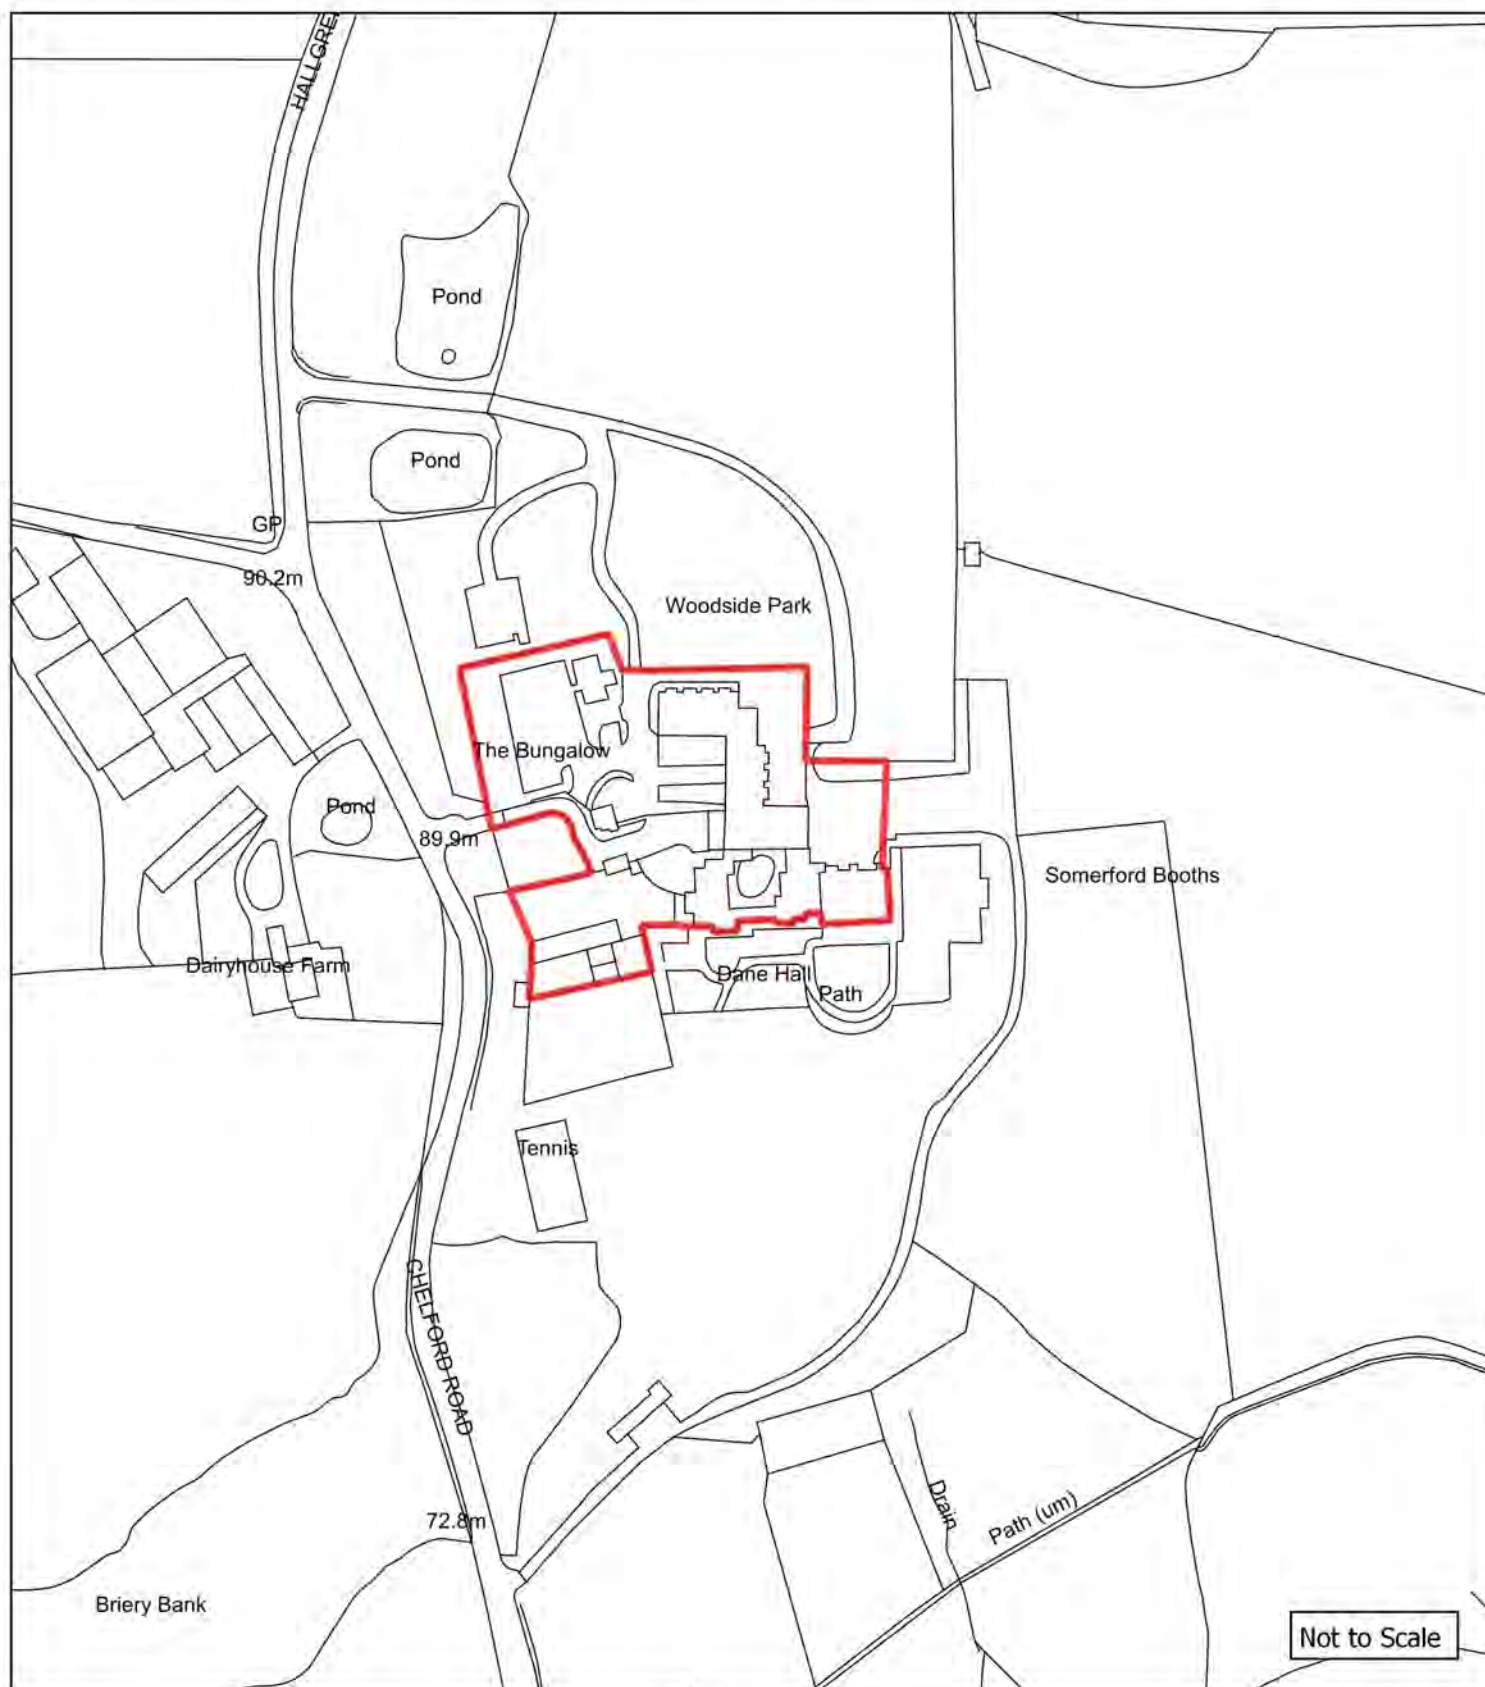 HALLGRE
Pond
Pond
GP
90.2m
Woodside Park
The Bungalow
Pond
89.9m
Somerford Booths
Dairyhouse Farm
Dane Hall
Path
Tennis
CHELFORD ROAD
72.8m
Drain
Path (um)
Briery Bank
Not to Scale